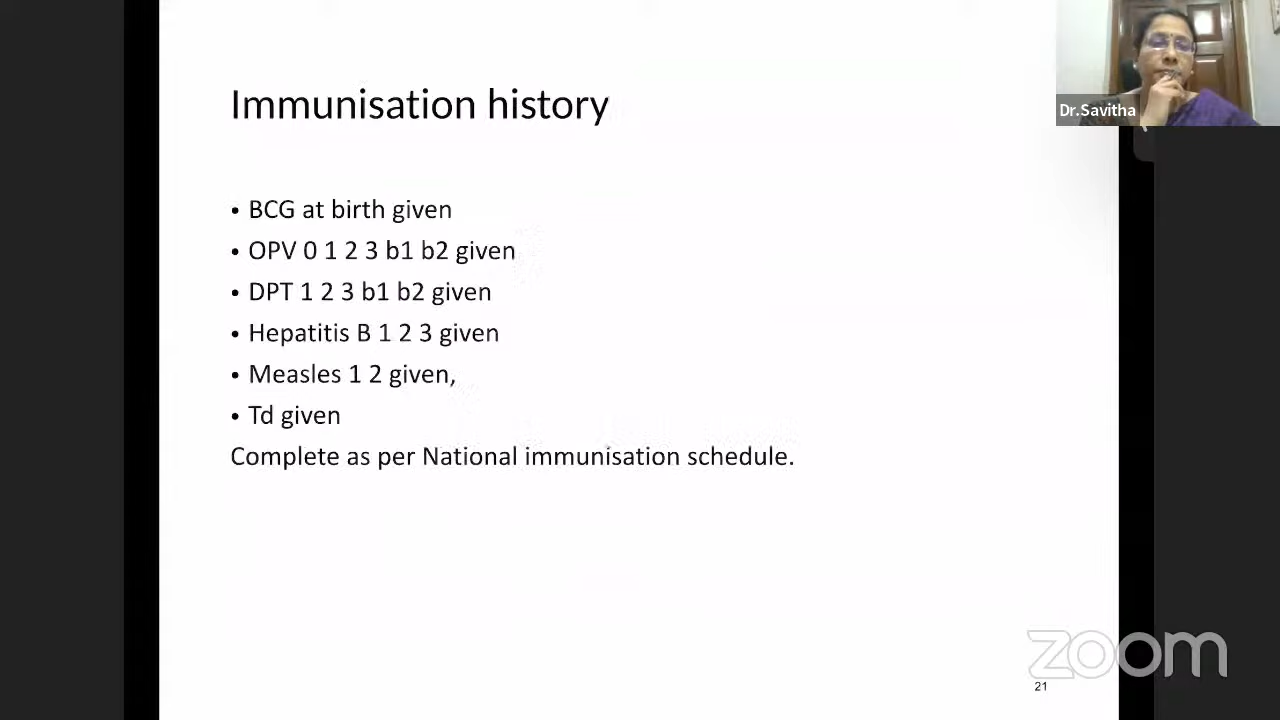 Immunisation history
Dr.Savitha
• BCG at birth given
• OPV 0 1 2 3 b1 b2 given
• DPT 1 2 3 b1 b2 given
• Hepatitis B 1 2 3 given
• Measles 1 2 given,
• Td given
Complete as per National immunisation schedule.
zoom
21